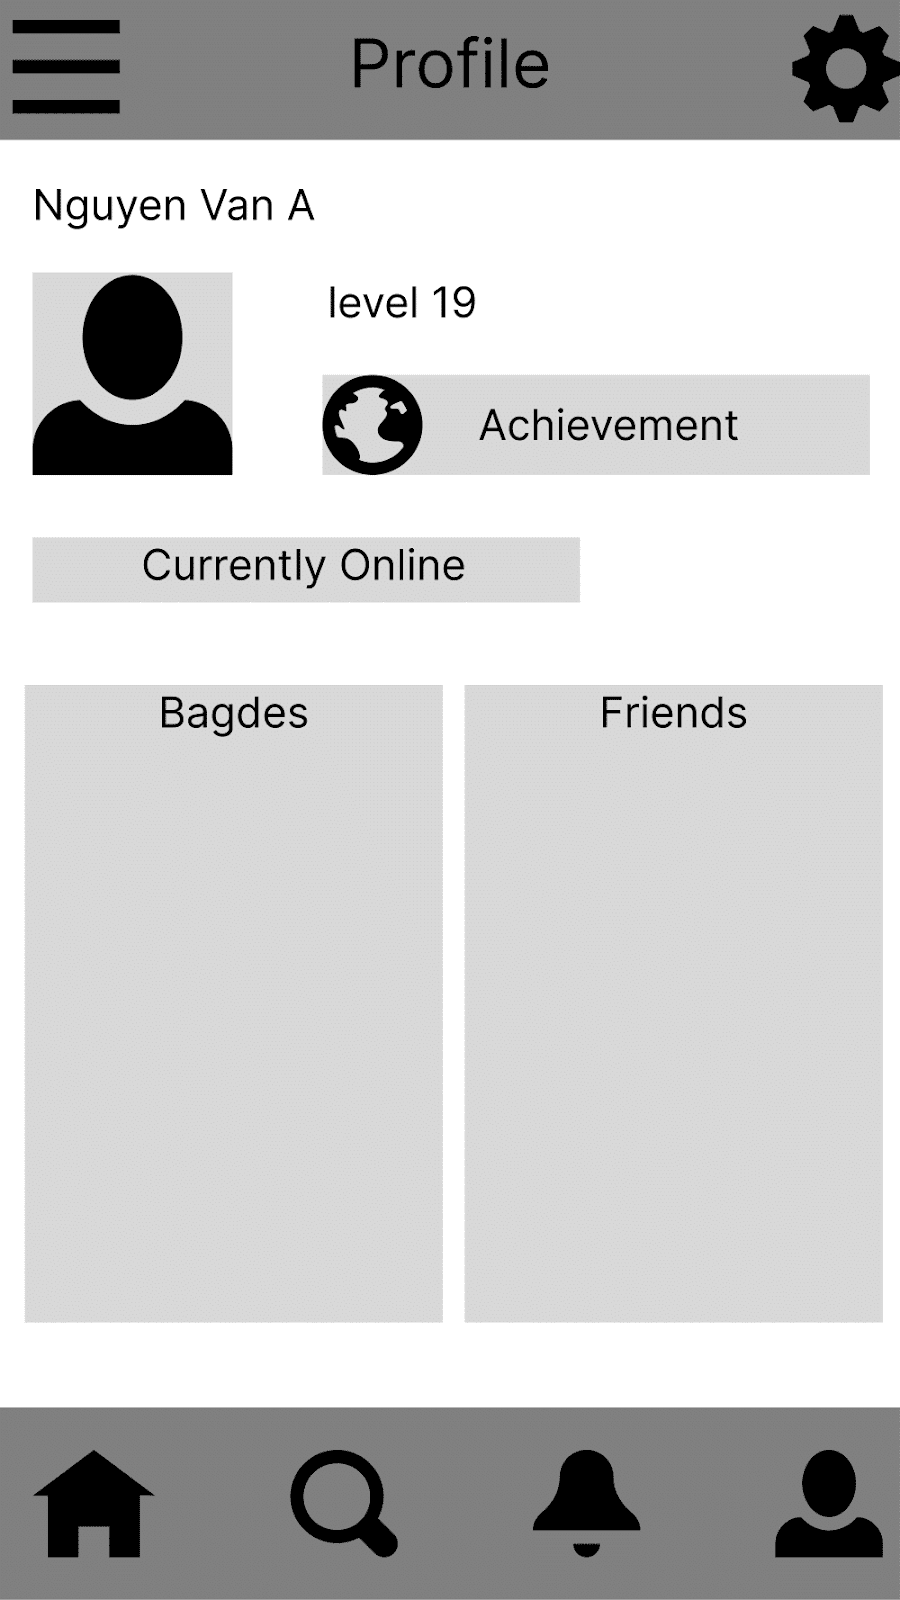 Profile
Nguyen Van A
level 19
Achievement
Currently Online
Bagdes
Friends